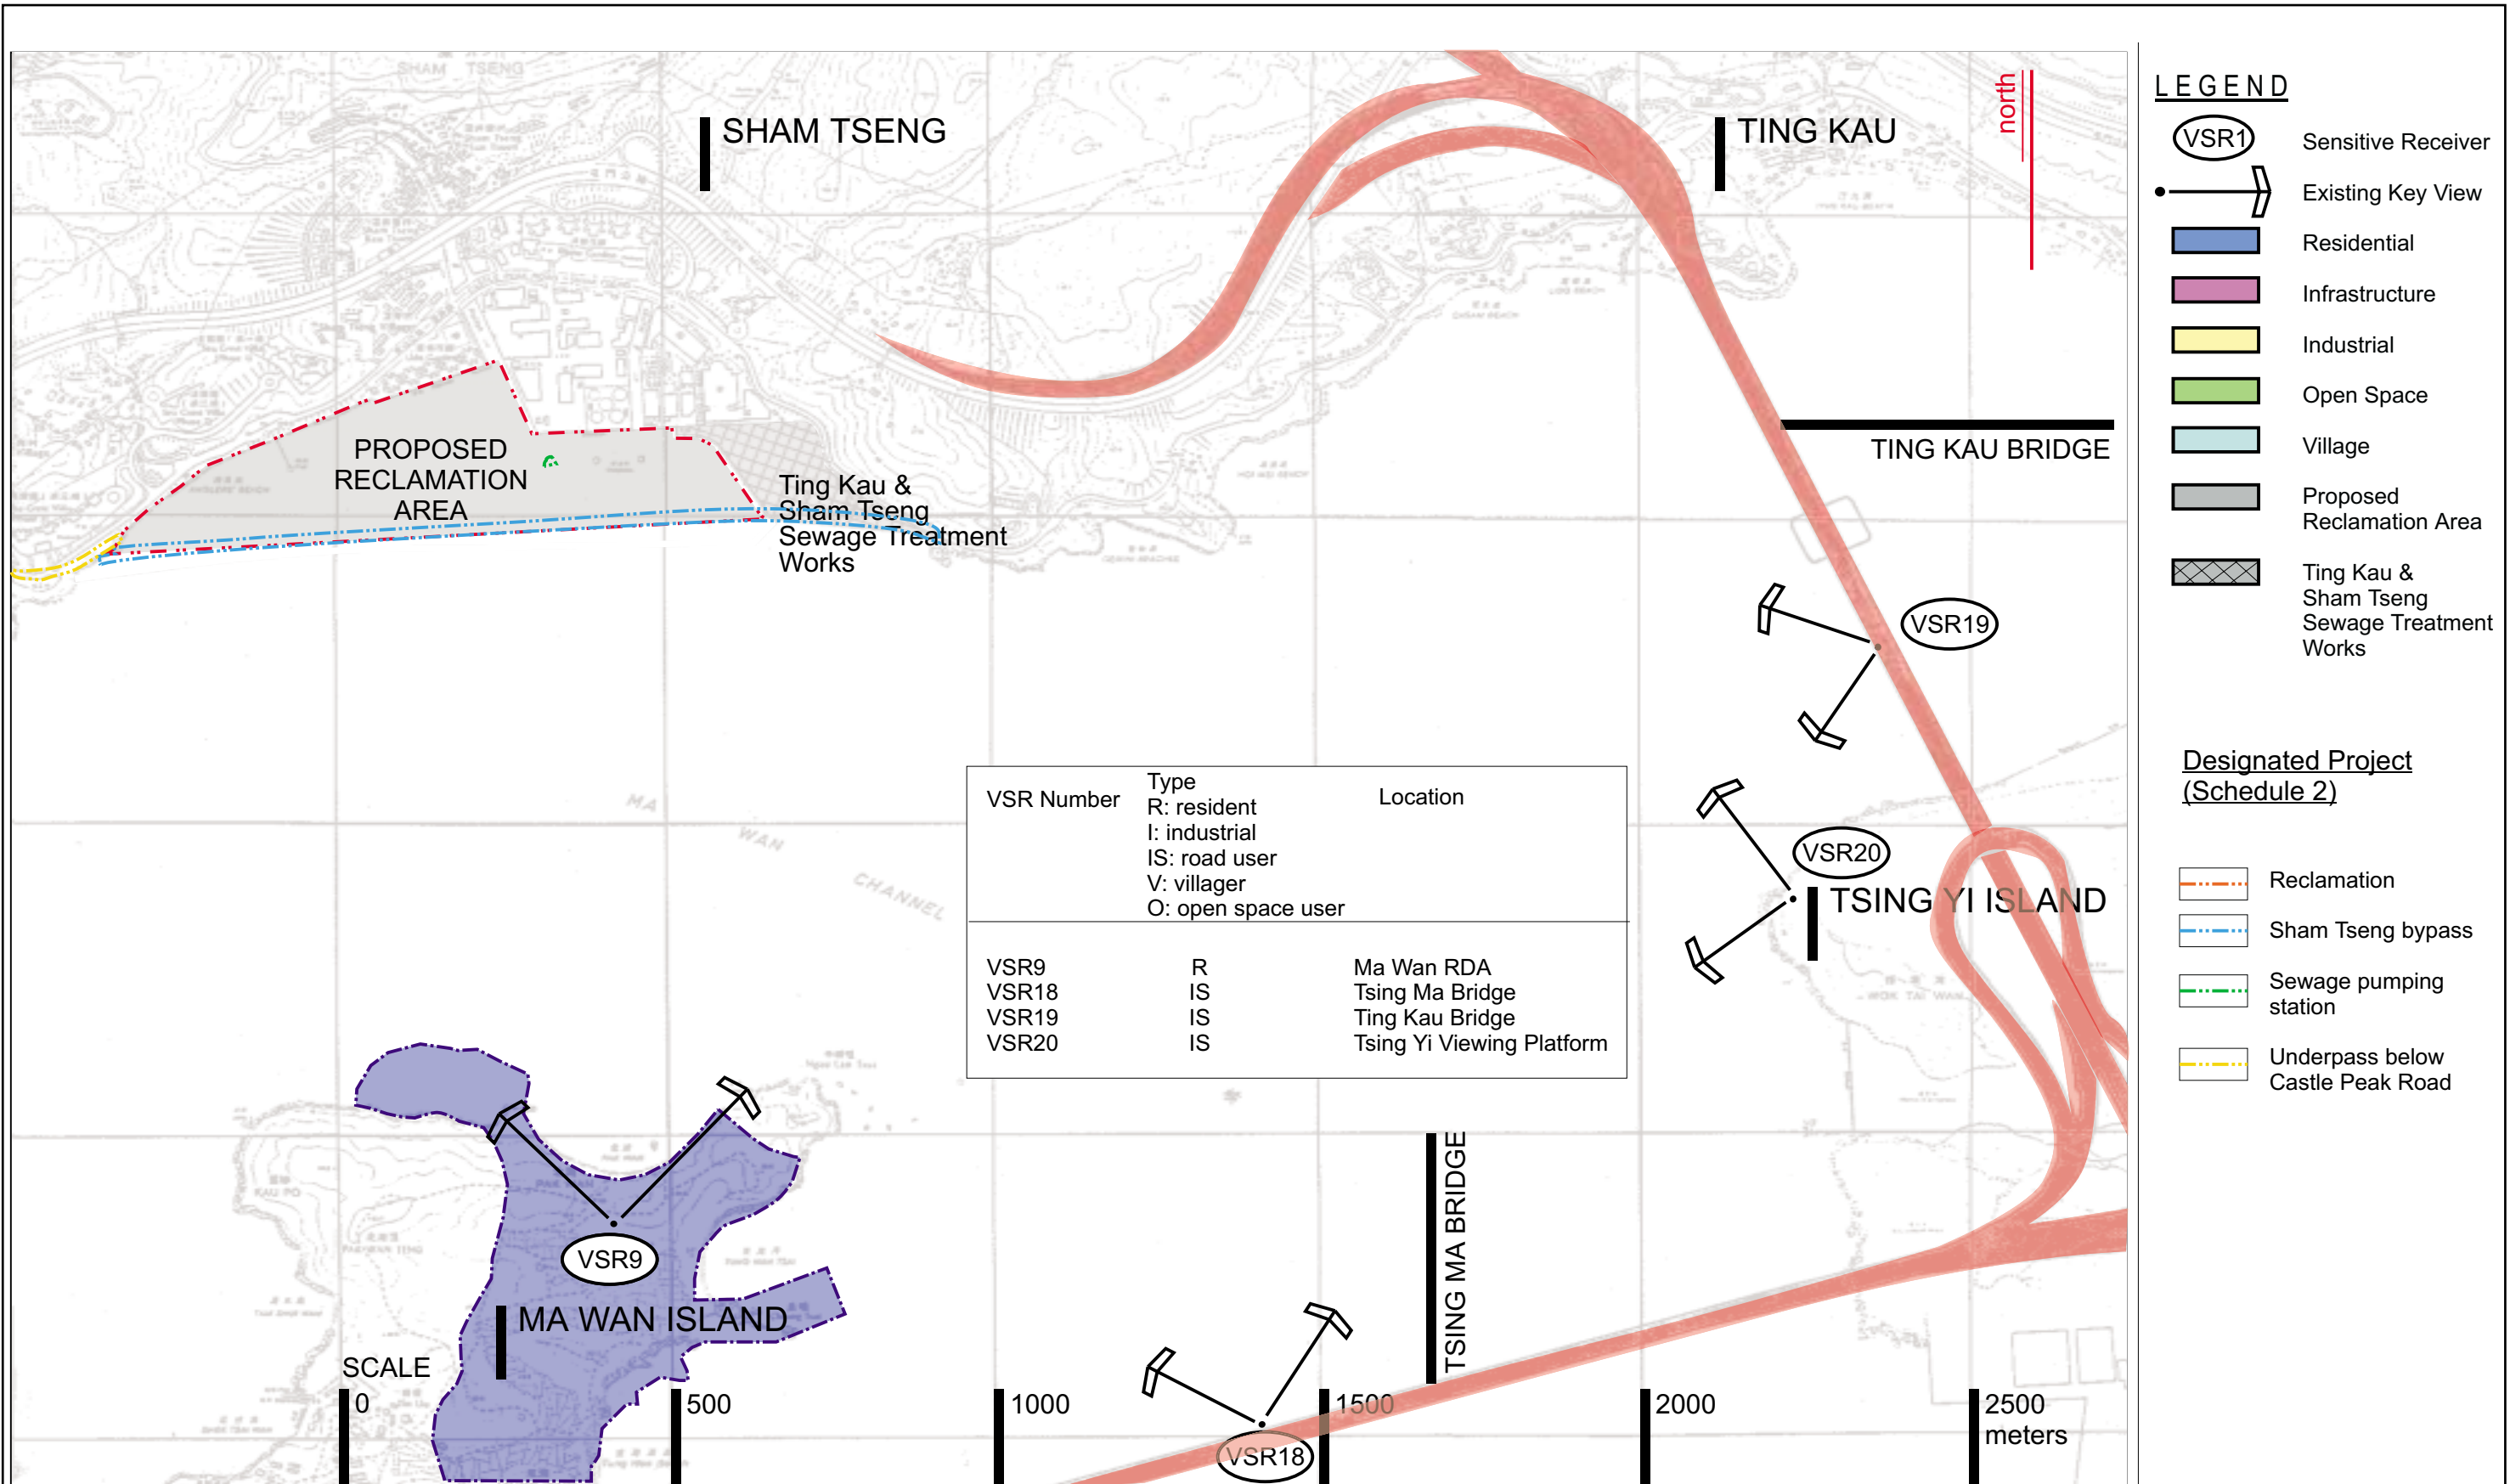 SHAM TSENG
SHAM TSENG
TING KAU
north
PROPOSED
RECLAMATION
AREA
Ting Kau &
Sham Tseng
Sewage Treatment
Works
TING KAU BRIDGE
VSR19
VSR20
TSING YI ISLAND
MA WAN CHANNEL
VSR Number
Type
R: resident
I: industrial
IS: road user
V: villager
O: open space user
Location
VSR9 R Ma Wan RDA
VSR18 IS Tsing Ma Bridge
VSR19 IS Ting Kau Bridge
VSR20 IS Tsing Yi Viewing Platform
KAU PO
VSR9
MA WAN ISLAND
TSING MA BRIDGE
VSR18
SCALE
0 500 1000 1500 2000 2500
meters
LEGEND
VSR1 Sensitive Receiver
Existing Key View
Residential
Infrastructure
Industrial
Open Space
Village
Proposed
Reclamation Area
Ting Kau &
Sham Tseng
Sewage Treatment
Works
Designated Project
(Schedule 2)
Reclamation
Sham Tseng bypass
Sewage pumping
station
Underpass below
Castle Peak Road